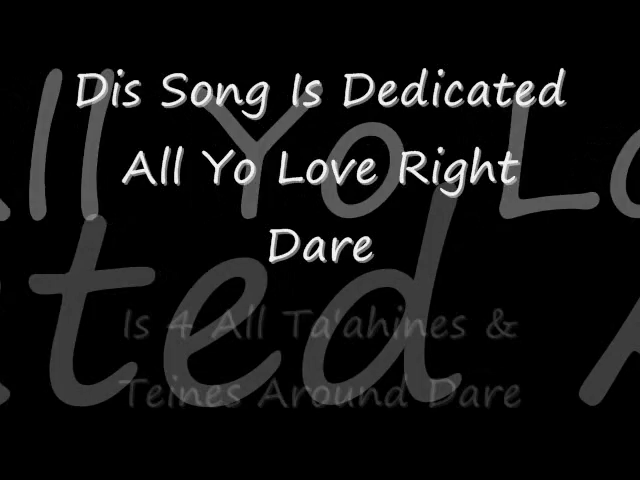 Dis Song Is Dedicated
All Yo Love Right
Dare
Is 4 All Ta'ahines &
Teines Around Dare